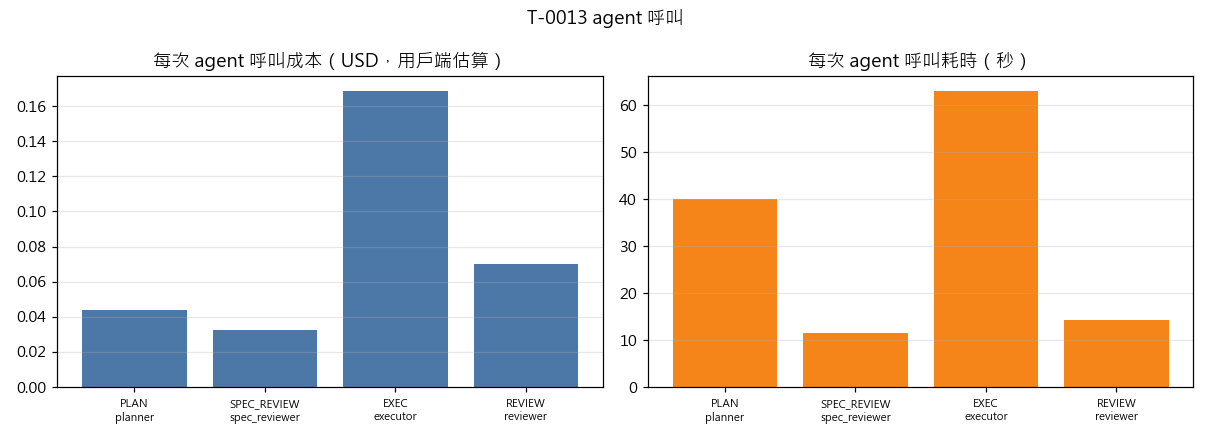 T-0013 agent 呼叫
每次 agent 呼叫成本（USD，用戶端估算）
0.16
0.14
0.12
0.10
0.08
0.06
0.04
0.02
0.00
PLAN
planner
SPEC_REVIEW
spec_reviewer
EXEC
executor
REVIEW
reviewer
每次 agent 呼叫耗時（秒）
60
50
40
30
20
10
0
PLAN
planner
SPEC_REVIEW
spec_reviewer
EXEC
executor
REVIEW
reviewer